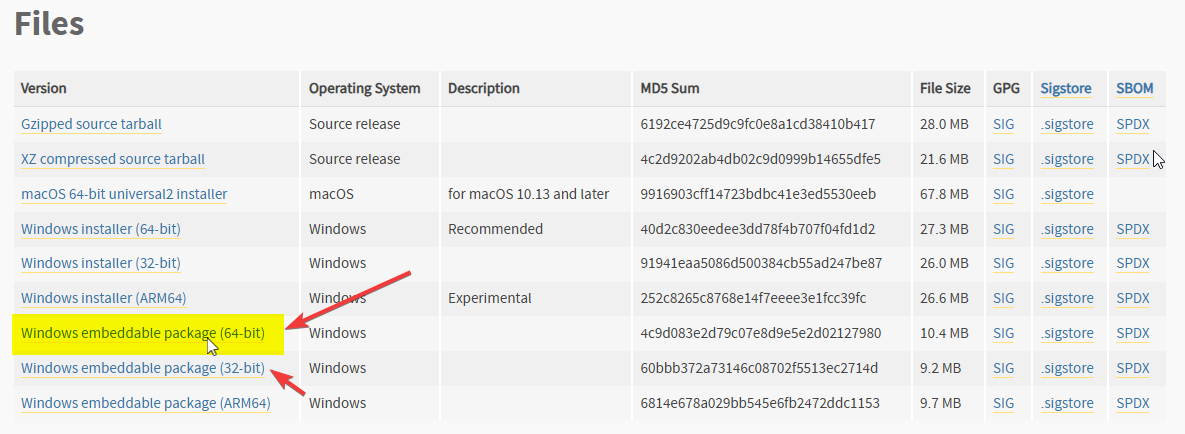 Files
Version Operating System Description MD5 Sum File Size GPG Sigstore SBOM
Gzipped source tarball Source release 6192ce4725d9c9fc0e8a1cd38410b417 28.0 MB SIG .sigstore SPDX
XZ compressed source tarball Source release 4c2d9202ab4db02c9d0999b14655dfe5 21.6 MB SIG .sigstore SPDX
macOS 64-bit universal2 installer macOS for macOS 10.13 and later 9916903cff14723bdbc41e3ed5530eeb 67.8 MB SIG .sigstore
Windows installer (64-bit) Windows Recommended 40d2c830eedee3dd78f4b707f04fd1d2 27.3 MB SIG .sigstore SPDX
Windows installer (32-bit) Windows 91941eaa5086d500384cb55ad247be87 26.0 MB SIG .sigstore SPDX
Windows installer (ARM64) Windows Experimental 252c8265c8768e14f7eeee3e1fcc39fc 26.6 MB SIG .sigstore SPDX
Windows embeddable package (64-bit) Windows 4c9d083e2d79c07e8d9e5e2d02127980 10.4 MB SIG .sigstore SPDX
Windows embeddable package (32-bit) Windows 60bbb372a73146c08702f5513ec2714d 9.2 MB SIG .sigstore SPDX
Windows embeddable package (ARM64) Windows 6814e678a029bb545e6fb2472ddc1153 9.7 MB SIG .sigstore SPDX